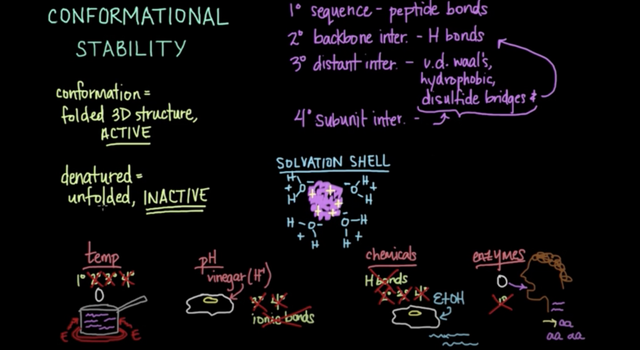 CONFORMATIONAL
STABILITY
conformation =
folded 3D structure,
ACTIVE
denatured =
unfolded, INACTIVE
1° sequence - peptide bonds
2° backbone inter. - H bonds
3° distant inter. - v.d. waal's,
hydrophobic,
disulfide bridges &
4° subunit inter. -
SOLVATION SHELL
H O H
H O H
H O H
H O H
temp
1° 2° 3° 4°
E E
pH
vinegar (H+)
3° 4°
ionic bonds
chemicals
H bonds
2° 3° 4°
EtOH
enzymes
1°
aa
aa aa